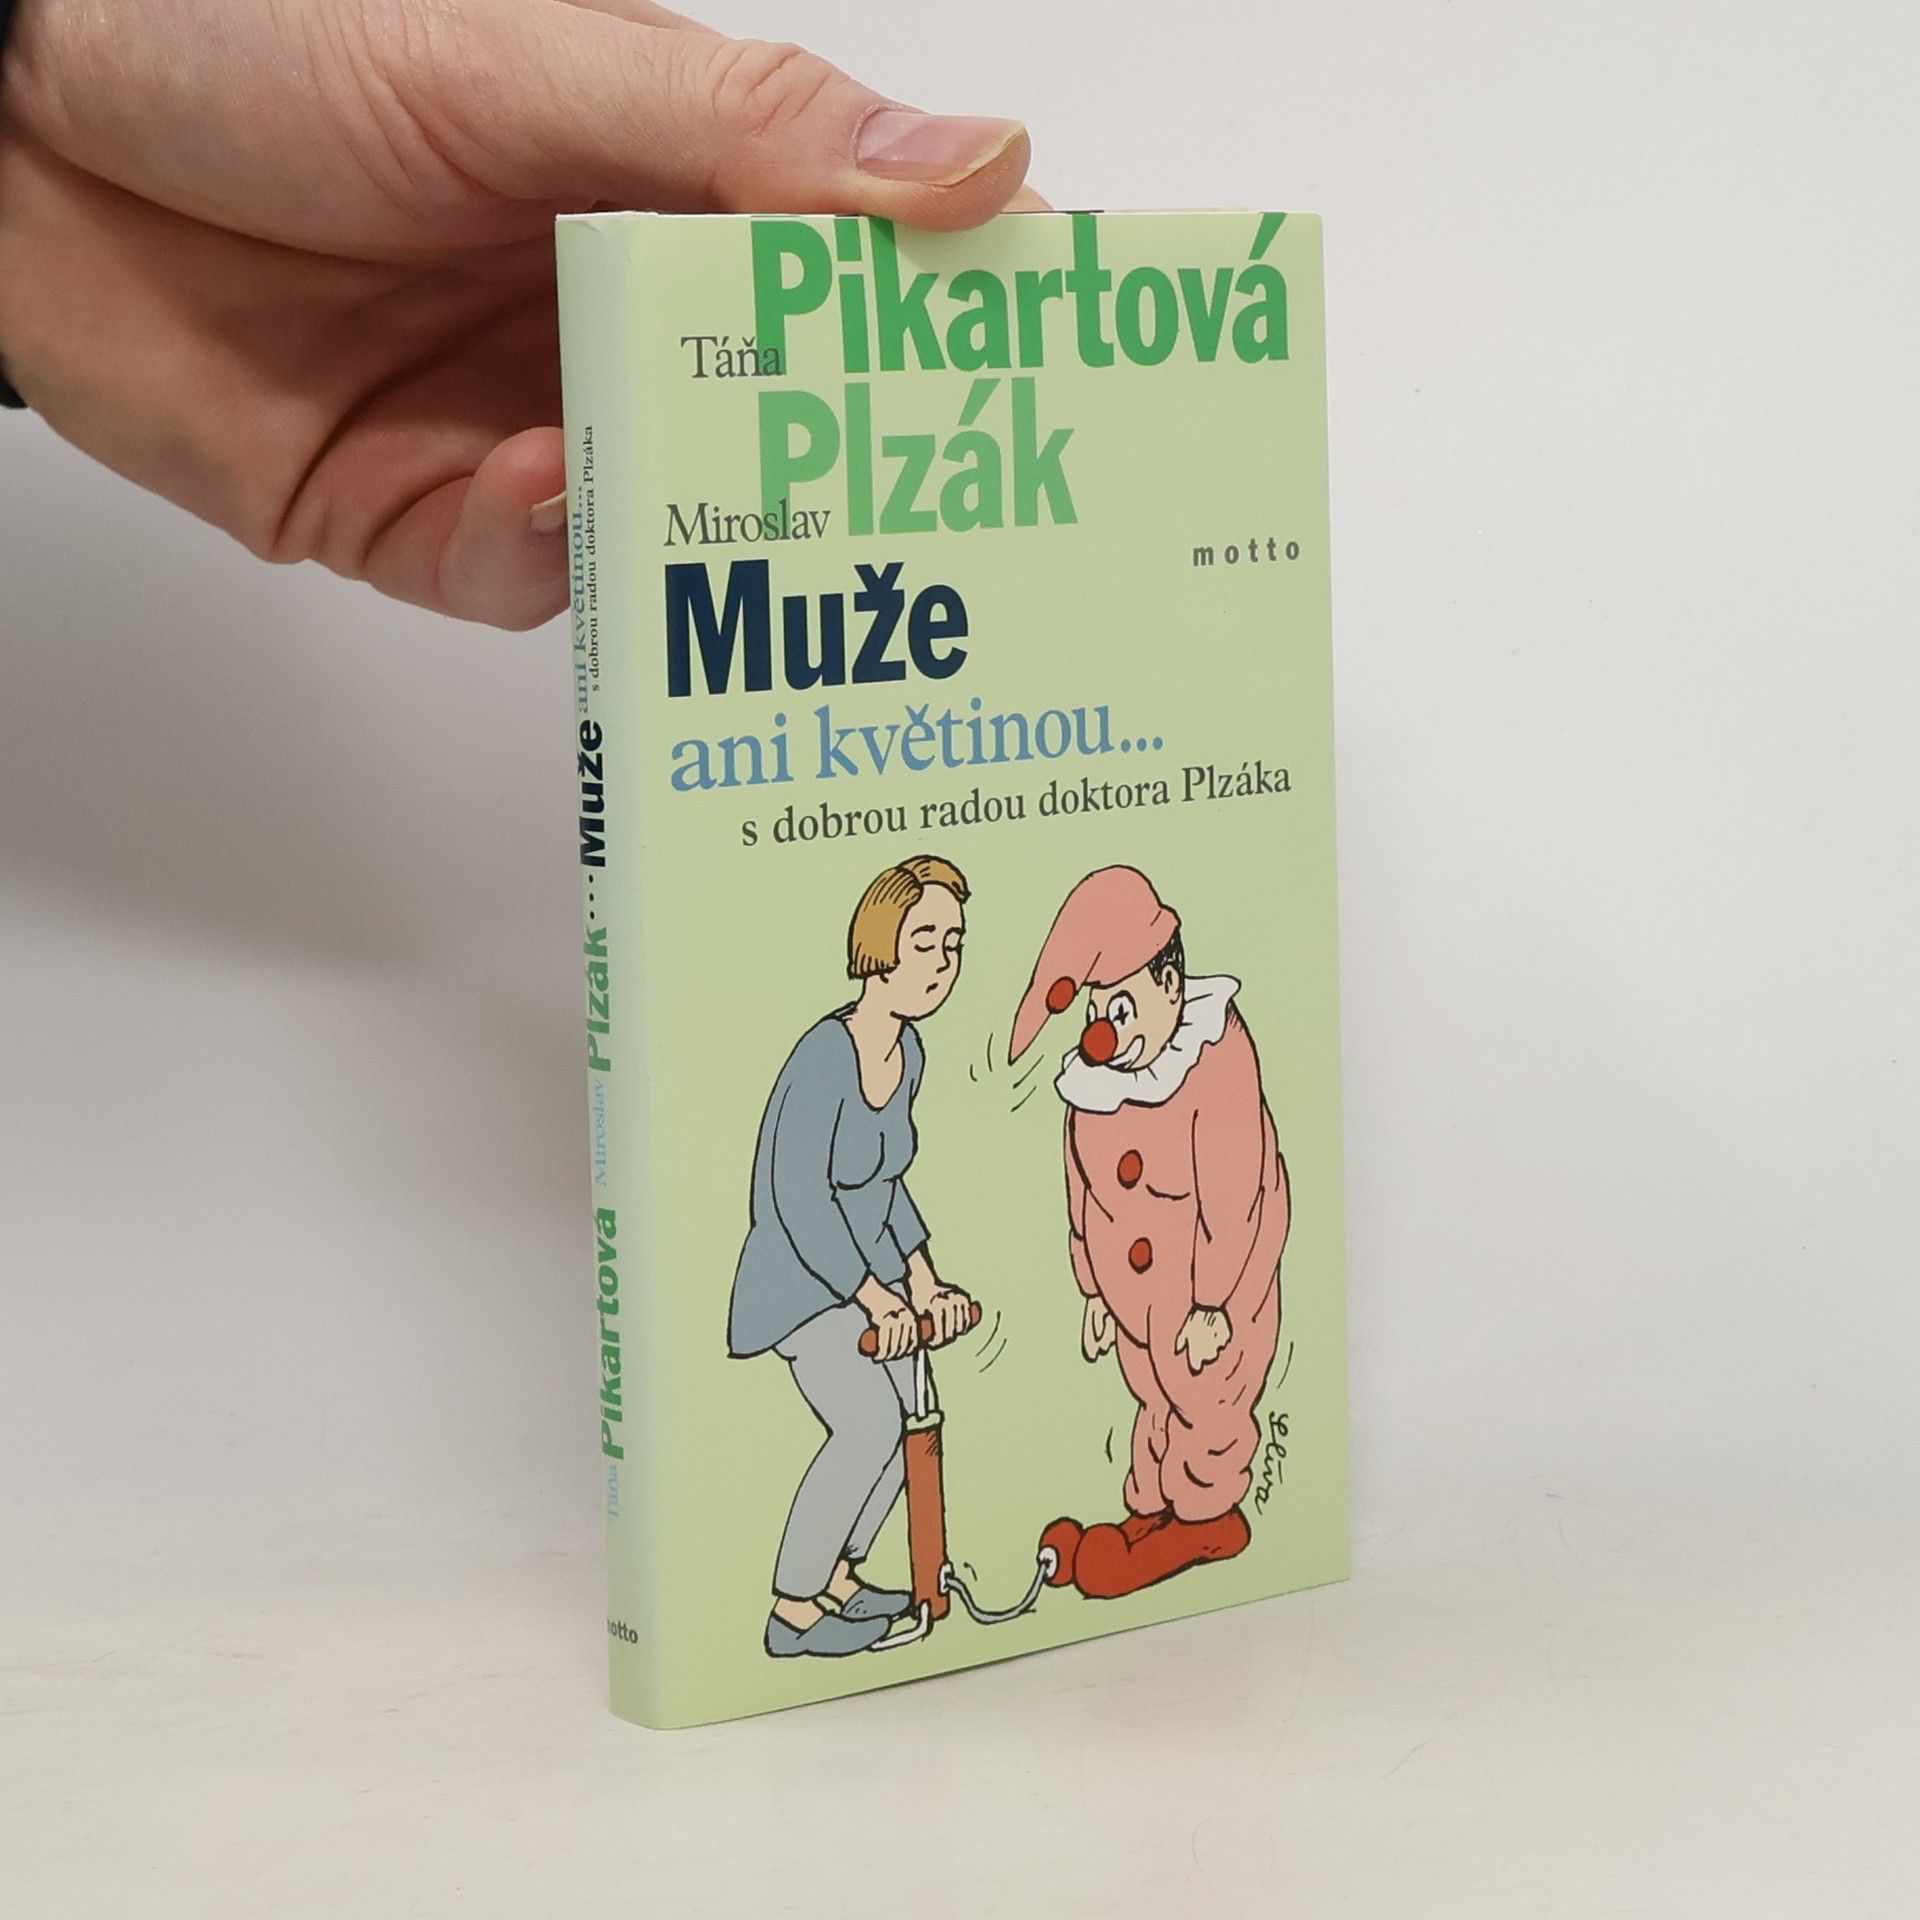 Táňa Pikartová
Miroslav Plzák
motto
Muže
ani květinou...
s dobrou radou doktora Plzáka
Slíva
Táňa Pikartová Miroslav Plzák... Muže ani květinou...
s dobrou radou doktora Plzáka
motto